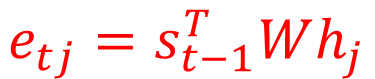 $e_{tj} = s_{t-1}^{T} W h_j$